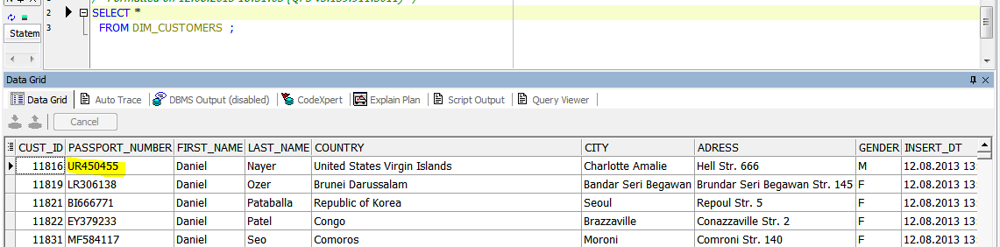 1
2 SELECT *
3 FROM DIM_CUSTOMERS ;
Statem
Data Grid
Data Grid Auto Trace DBMS Output (disabled) CodeXpert Explain Plan Script Output Query Viewer
Cancel
CUST_ID PASSPORT_NUMBER FIRST_NAME LAST_NAME COUNTRY CITY ADRESS GENDER INSERT_DT
11816 UR450455 Daniel Nayer United States Virgin Islands Charlotte Amalie Hell Str. 666 M 12.08.2013 13:
11819 LR306138 Daniel Ozer Brunei Darussalam Bandar Seri Begawan Brundar Seri Begawan Str. 145 F 12.08.2013 13:
11821 BI666771 Daniel Pataballa Republic of Korea Seoul Repoul Str. 5 F 12.08.2013 13:
11822 EY379233 Daniel Patel Congo Brazzaville Conazzaville Str. 2 F 12.08.2013 13:
11831 MF584117 Daniel Seo Comoros Moroni Comroni Str. 140 F 12.08.2013 13: